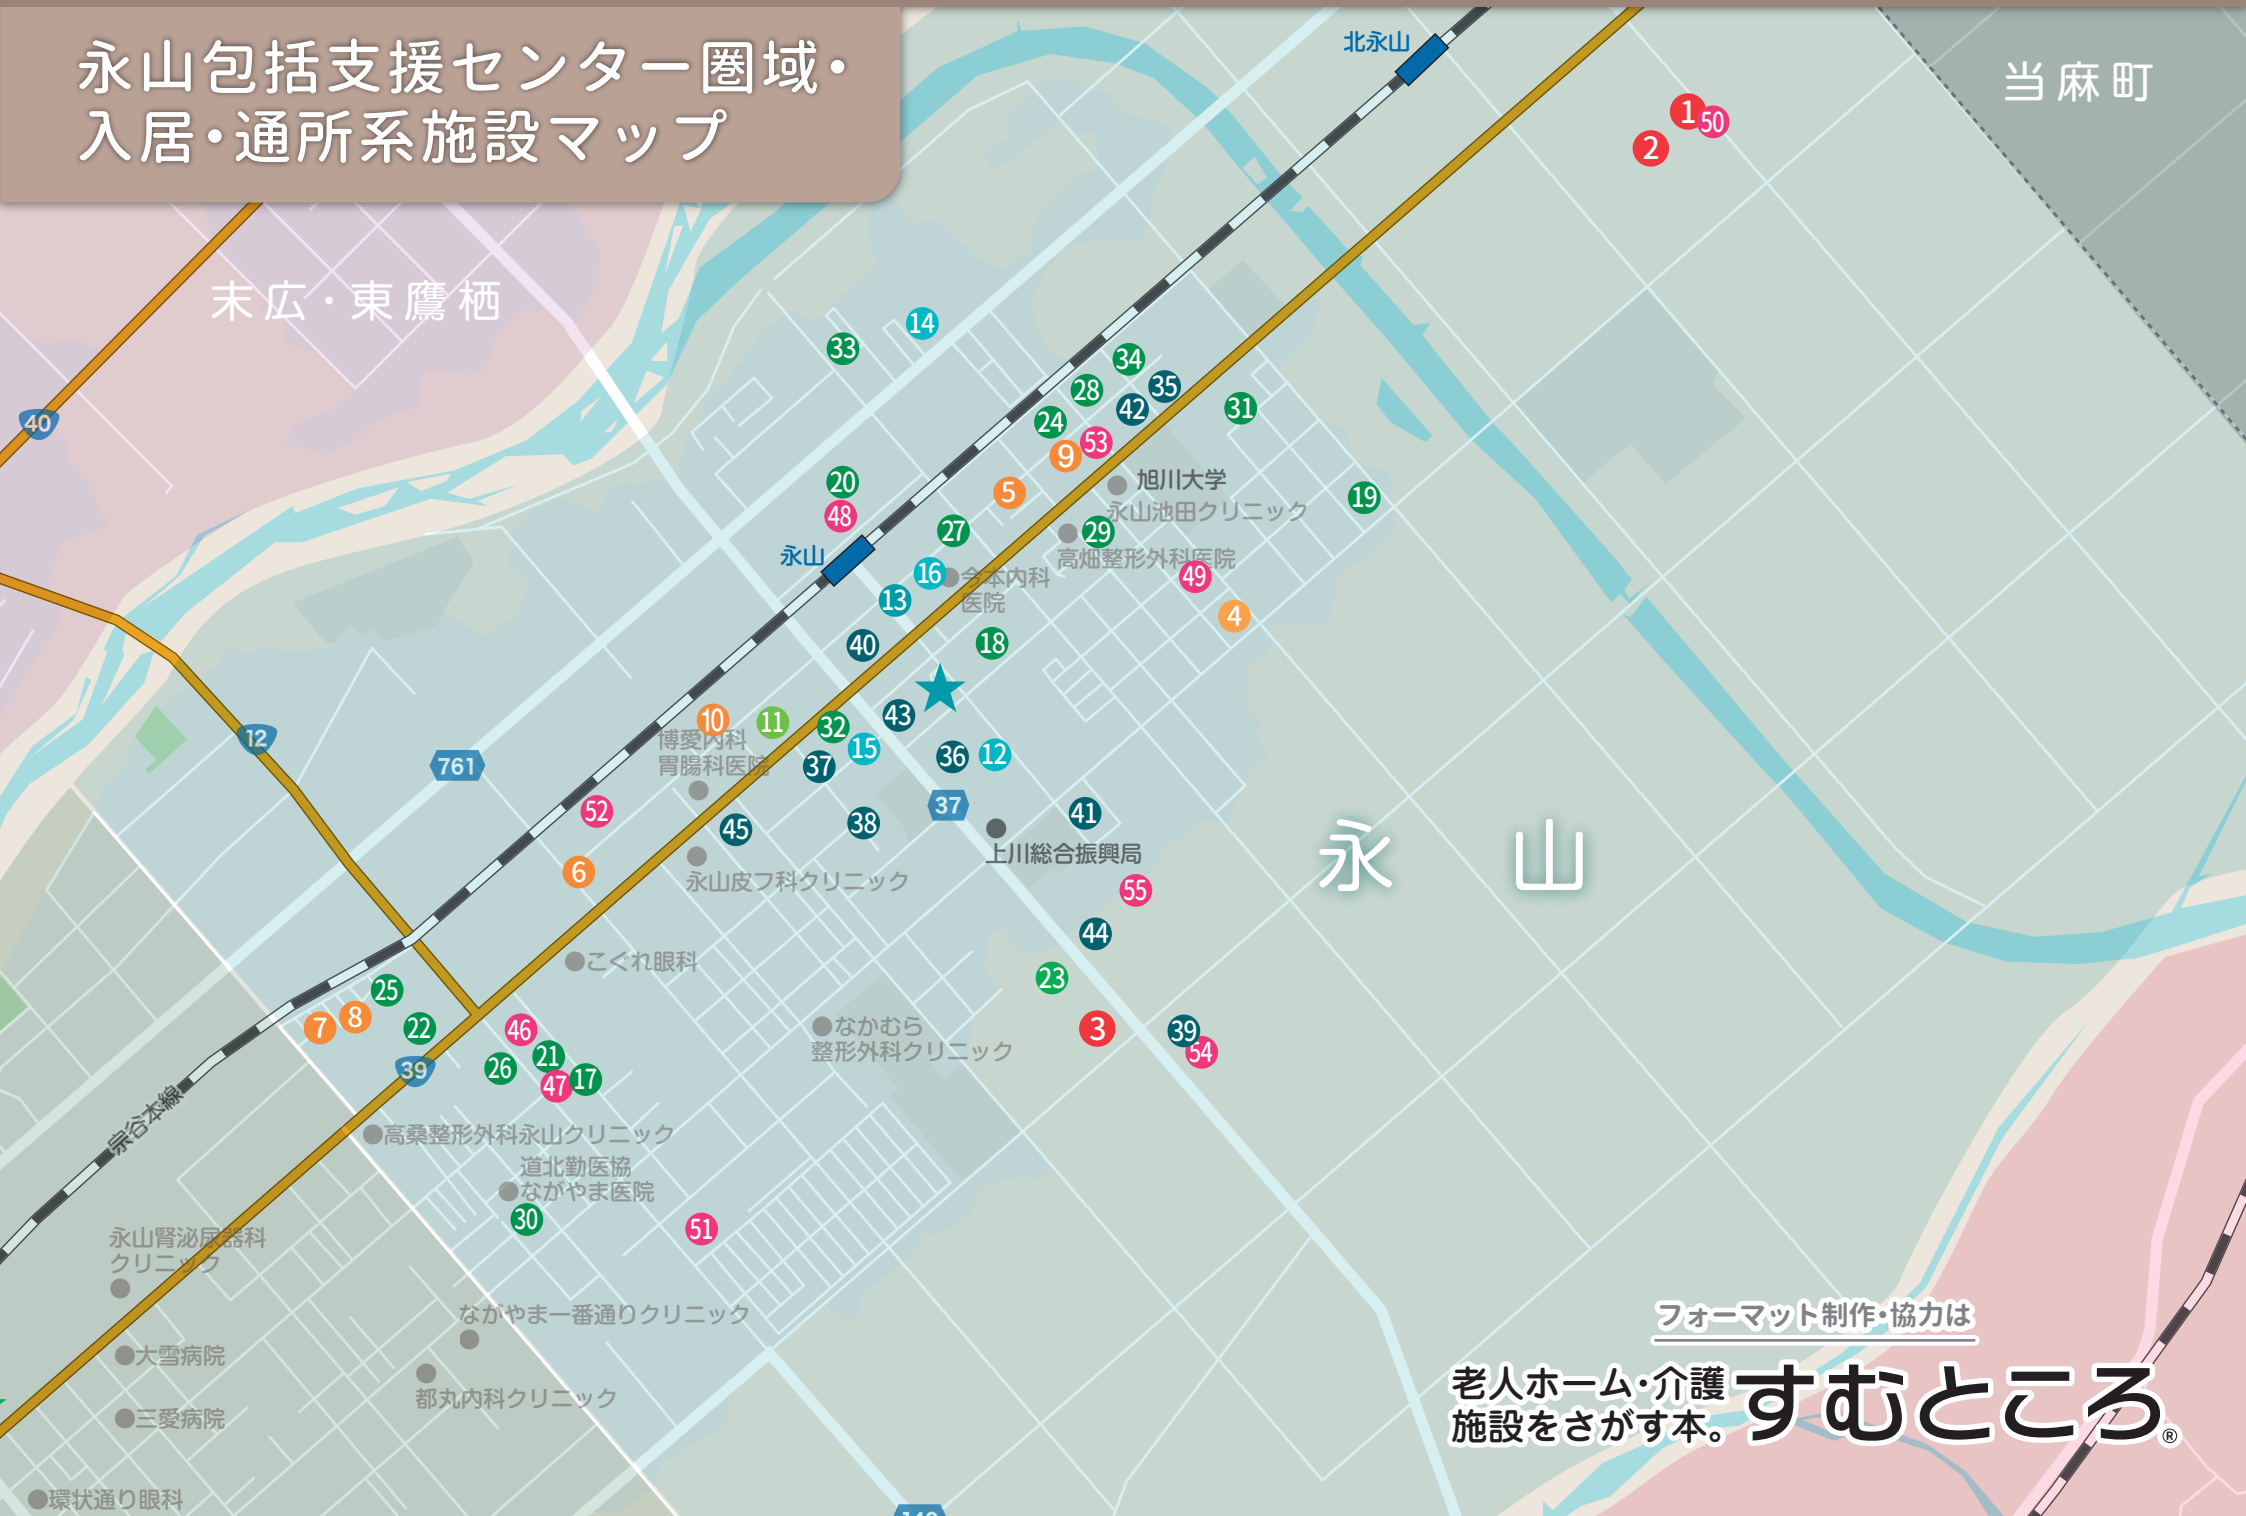 永山包括支援センター圏域・
入居・通所系施設マップ
北永山
当麻町
1
50
2
末広・東鷹栖
40
14
33
34
28
35
42
31
24
53
9
旭川大学
20
5
19
永山池田クリニック
48
27
29
高畑整形外科医院
永山
16
今本内科
医院
49
13
4
40
18
10
11
32
43
12
博愛内科
胃腸科医院
15
36
12
761
37
37
52
45
38
41
上川総合振興局
永山
6
永山皮フ科クリニック
55
44
こぐれ眼科
23
25
7
8
22
46
なかむら
整形外科クリニック
3
39
54
39
26
21
47
17
宗谷本線
高桑整形外科永山クリニック
道北勤医協
ながやま医院
30
51
永山腎泌尿器科
クリニック
ながやま一番通りクリニック
大雪病院
都丸内科クリニック
三愛病院
環状通り眼科
フォーマット制作・協力は
老人ホーム・介護
施設をさがす本。
すむところ®